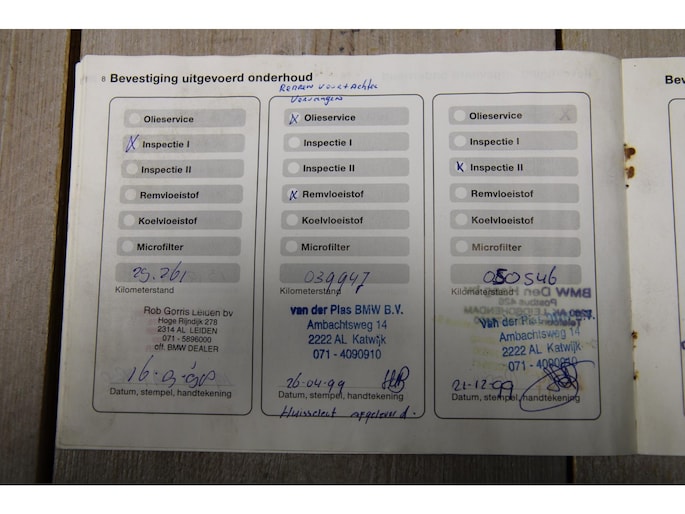 8 Bevestiging uitgevoerd onderhoud
Olieservice
X Inspectie I
Inspectie II
Remvloeistof
Koelvloeistof
Microfilter
29.261
Kilometerstand
Rob Gorris Leiden bv
Hoge Rijndijk 278
2314 AL LEIDEN
071 - 5896000
off. BMW DEALER
Datum, stempel, handtekening
Remmen voor + Achter
Vervangen
X Olieservice
Inspectie I
Inspectie II
X Remvloeistof
Koelvloeistof
Microfilter
039947
Kilometerstand
van der Plas BMW B.V.
Ambachtsweg 14
2222 AL Katwijk
071 - 4090910
26-04-99
Datum, stempel, handtekening
Olieservice
Inspectie I
X Inspectie II
Remvloeistof
Koelvloeistof
Microfilter
050546
Kilometerstand
BMW Den
Postbus 426
van der Plas
Ambachtsweg 14
2222 AL Katwijk
071 - 4090910
21-12-99
Datum, stempel, handtekening
Bev